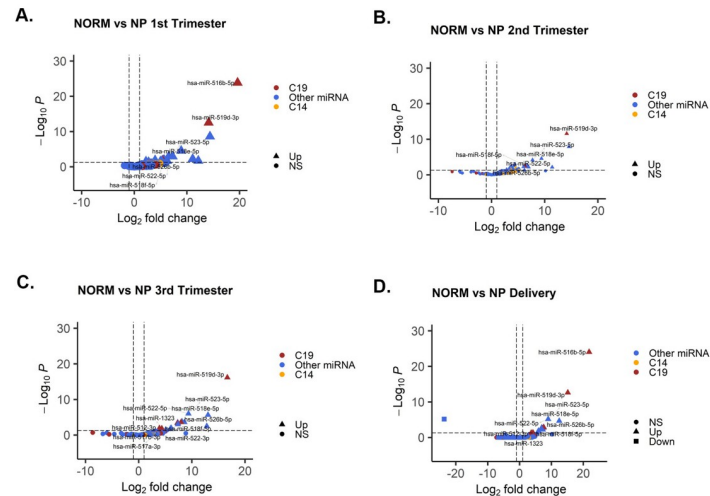 A.
NORM vs NP 1st Trimester
30
20
10
0
-10
0
10
20
− Log10 P
Log2 fold change
hsa-miR-516b-5p
hsa-miR-519d-3p
hsa-miR-523-5p
hsa-miR-518e-5p
hsa-miR-526b-5p
hsa-miR-522-5p
hsa-miR-518f-5p
C19
Other miRNA
C14
Up
NS
B.
NORM vs NP 2nd Trimester
30
20
10
0
-10
0
10
20
− Log10 P
Log2 fold change
hsa-miR-519d-3p
hsa-miR-523-5p
hsa-miR-518f-5p
hsa-miR-518e-5p
hsa-miR-522-5p
hsa-miR-526b-5p
C19
Other miRNA
C14
Up
NS
C.
NORM vs NP 3rd Trimester
30
20
10
0
-10
0
10
20
− Log10 P
Log2 fold change
hsa-miR-519d-3p
hsa-miR-523-5p
hsa-miR-522-5p
hsa-miR-518e-5p
hsa-miR-1323
hsa-miR-526b-5p
hsa-miR-512-3p
hsa-miR-518f-5p
hsa-miR-522-3p
hsa-miR-517a-3p
C19
Other miRNA
C14
Up
NS
D.
NORM vs NP Delivery
30
20
10
0
-20
-10
0
10
20
− Log10 P
Log2 fold change
hsa-miR-516b-5p
hsa-miR-519d-3p
hsa-miR-523-5p
hsa-miR-518e-5p
hsa-miR-522-5p
hsa-miR-526b-5p
hsa-miR-518f-5p
hsa-miR-1323
Other miRNA
C14
C19
NS
Up
Down